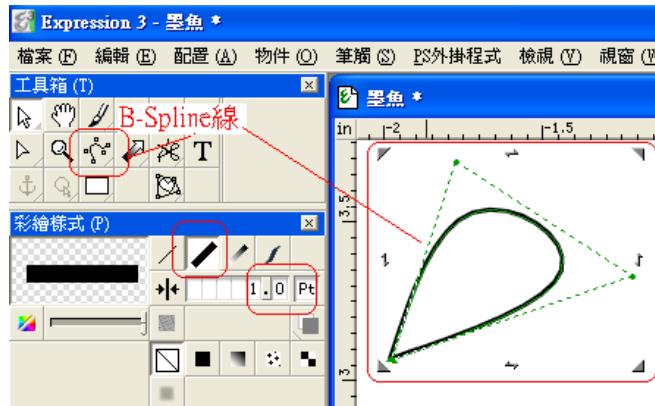 Expression 3 - 墨魚 *
檔案 (F) 編輯 (E) 配置 (A) 物件 (O) 筆觸 (S) PS外掛程式 檢視 (V) 視窗 (W
工具箱 (T)
墨魚 *
B-Spline線
in -2 -1.5
T
3.5
彩繪樣式 (P)
1.0 Pt
3